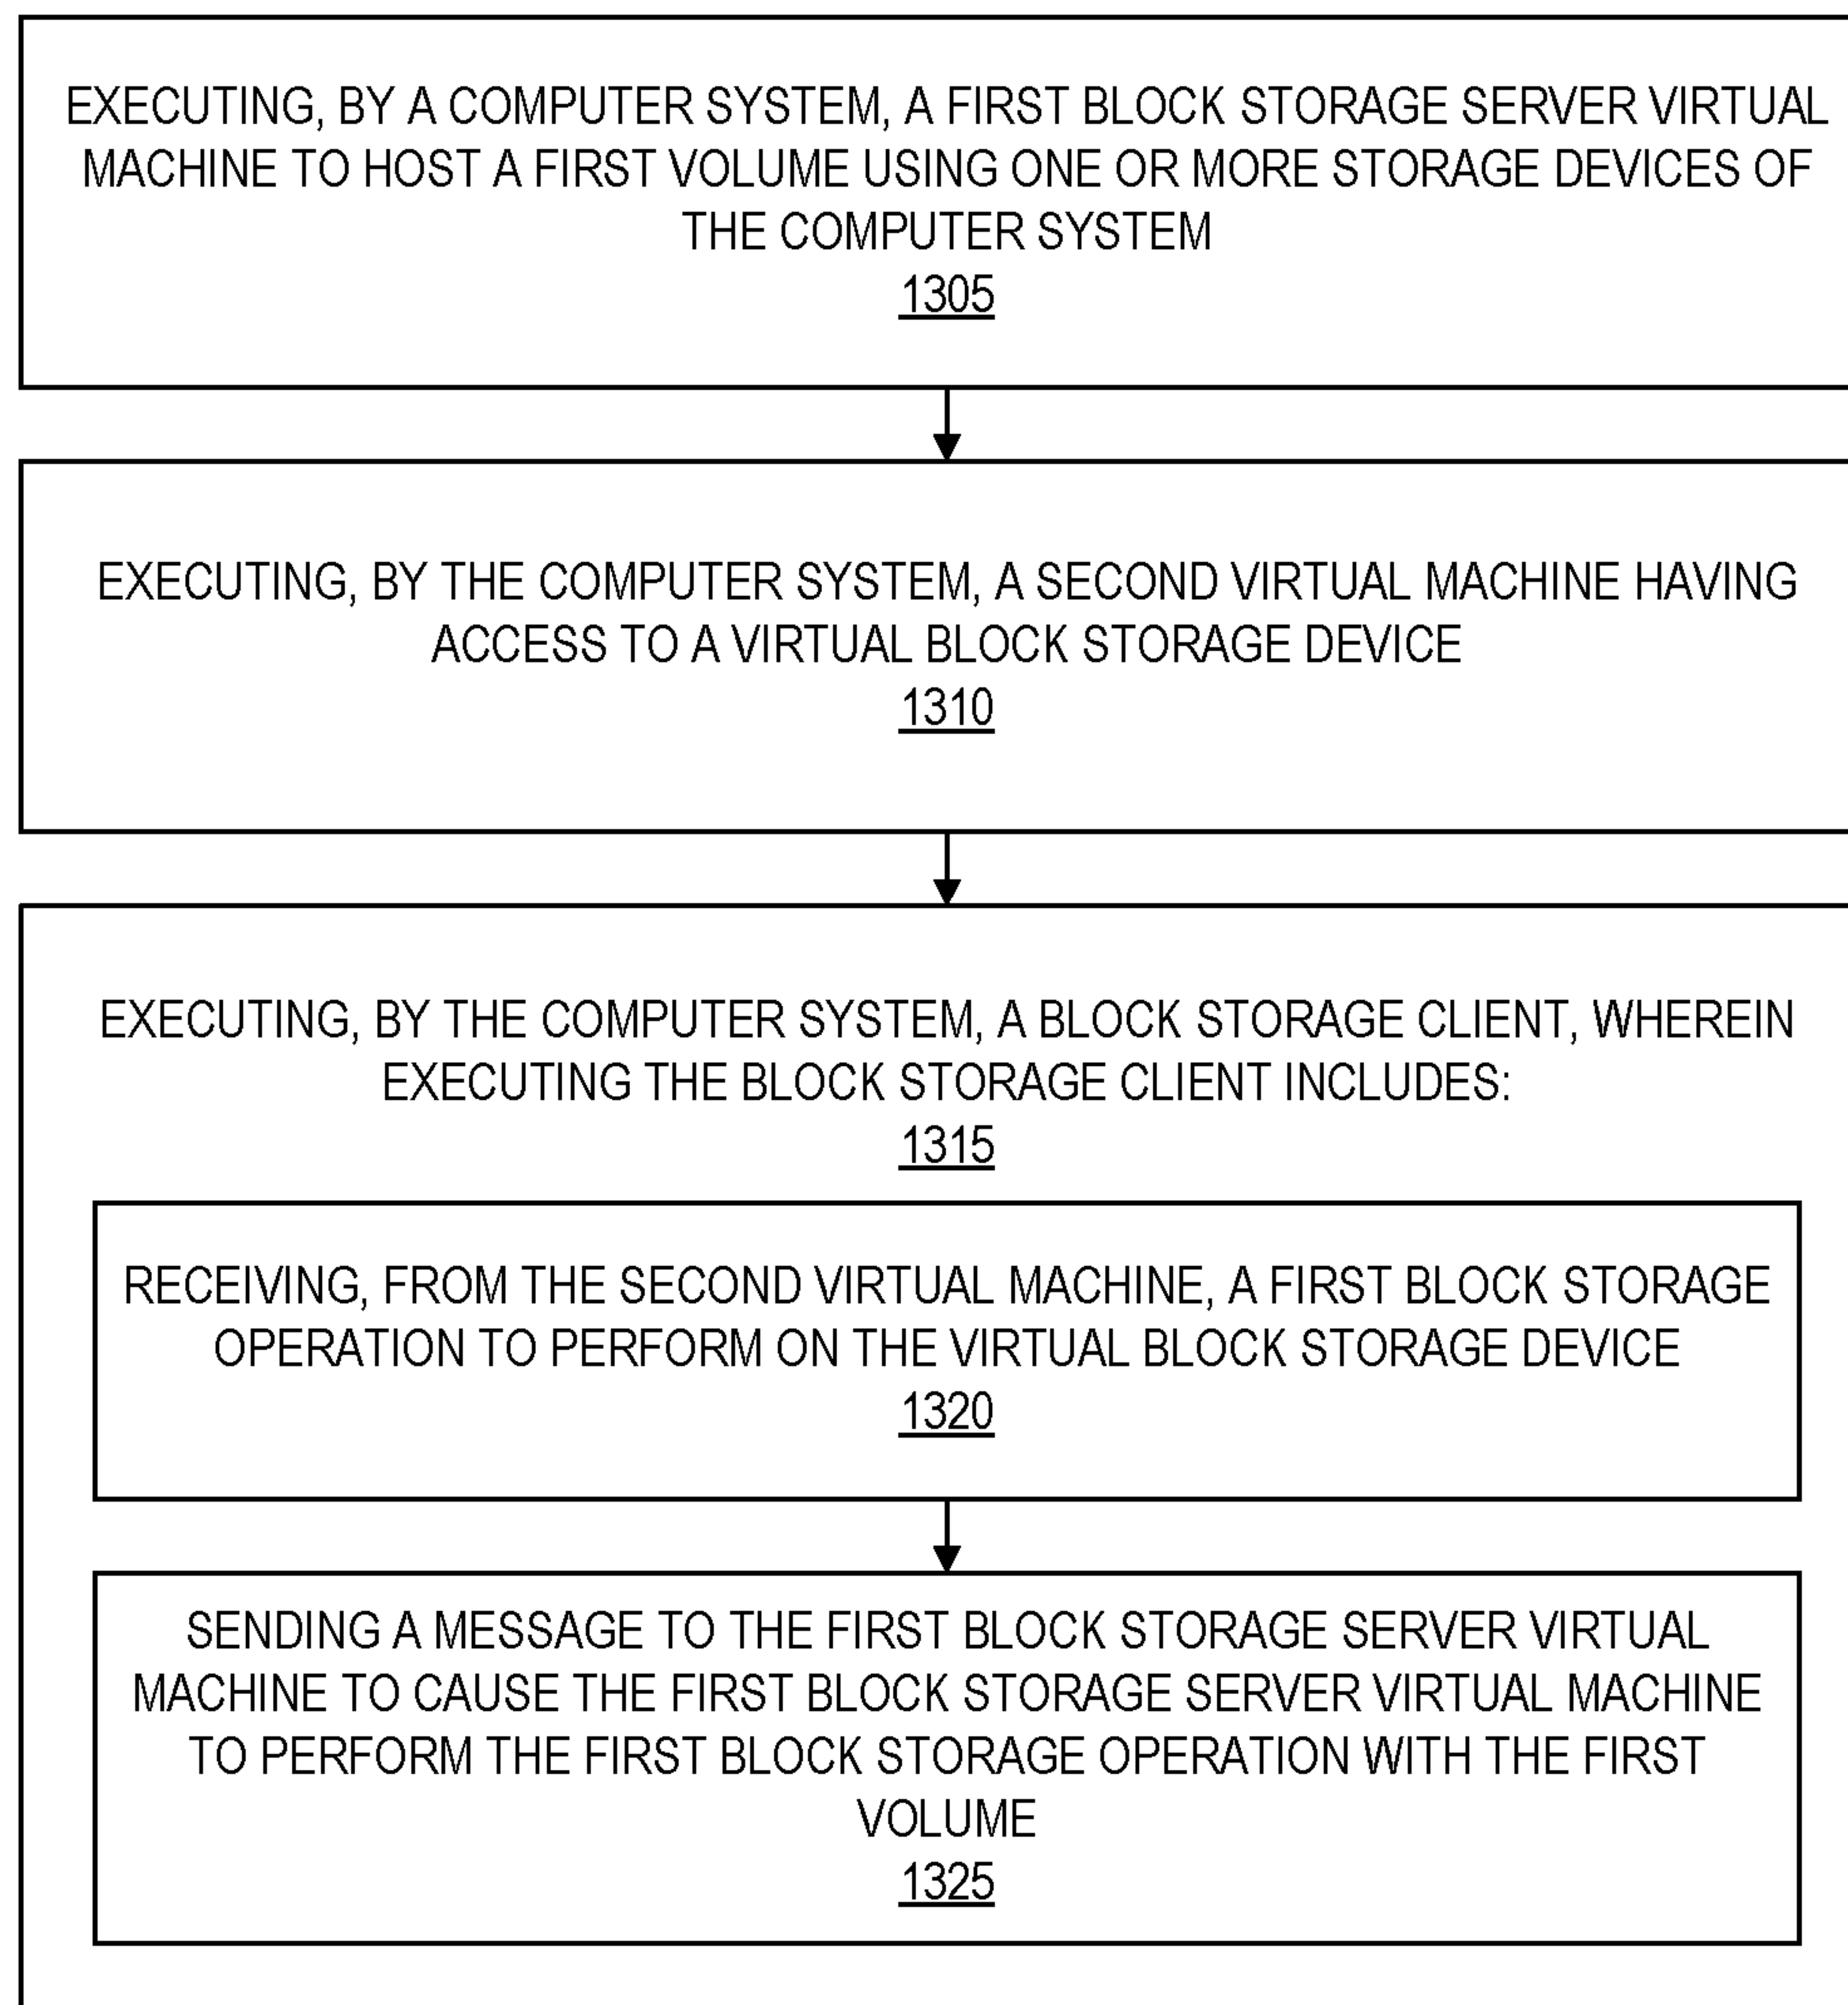 EXECUTING, BY A COMPUTER SYSTEM, A FIRST BLOCK STORAGE SERVER VIRTUAL
MACHINE TO HOST A FIRST VOLUME USING ONE OR MORE STORAGE DEVICES OF
THE COMPUTER SYSTEM
1305
EXECUTING, BY THE COMPUTER SYSTEM, A SECOND VIRTUAL MACHINE HAVING
ACCESS TO A VIRTUAL BLOCK STORAGE DEVICE
1310
EXECUTING, BY THE COMPUTER SYSTEM, A BLOCK STORAGE CLIENT, WHEREIN
EXECUTING THE BLOCK STORAGE CLIENT INCLUDES:
1315
RECEIVING, FROM THE SECOND VIRTUAL MACHINE, A FIRST BLOCK STORAGE
OPERATION TO PERFORM ON THE VIRTUAL BLOCK STORAGE DEVICE
1320
SENDING A MESSAGE TO THE FIRST BLOCK STORAGE SERVER VIRTUAL
MACHINE TO CAUSE THE FIRST BLOCK STORAGE SERVER VIRTUAL MACHINE
TO PERFORM THE FIRST BLOCK STORAGE OPERATION WITH THE FIRST
VOLUME
1325